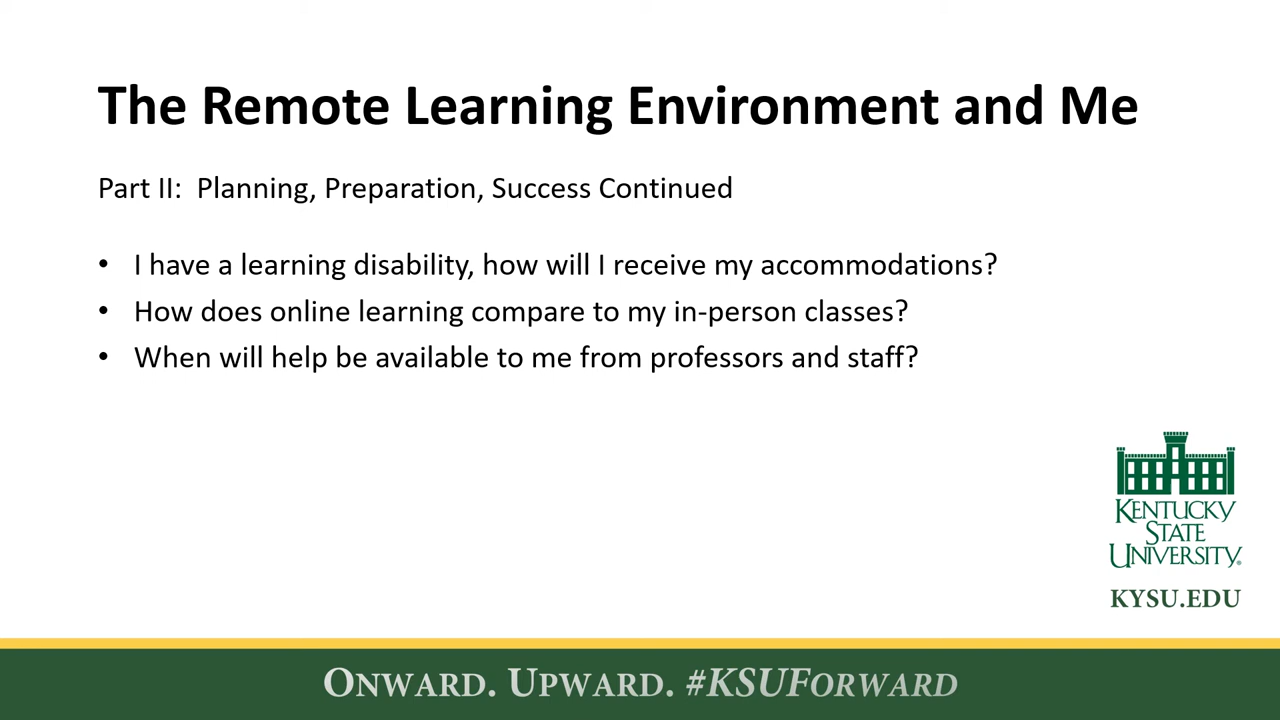 The Remote Learning Environment and Me
Part II:  Planning, Preparation, Success Continued
• I have a learning disability, how will I receive my accommodations?
• How does online learning compare to my in-person classes?
• When will help be available to me from professors and staff?
KENTUCKY
STATE
UNIVERSITY®
KYSU.EDU
ONWARD. UPWARD. #KSUFORWARD